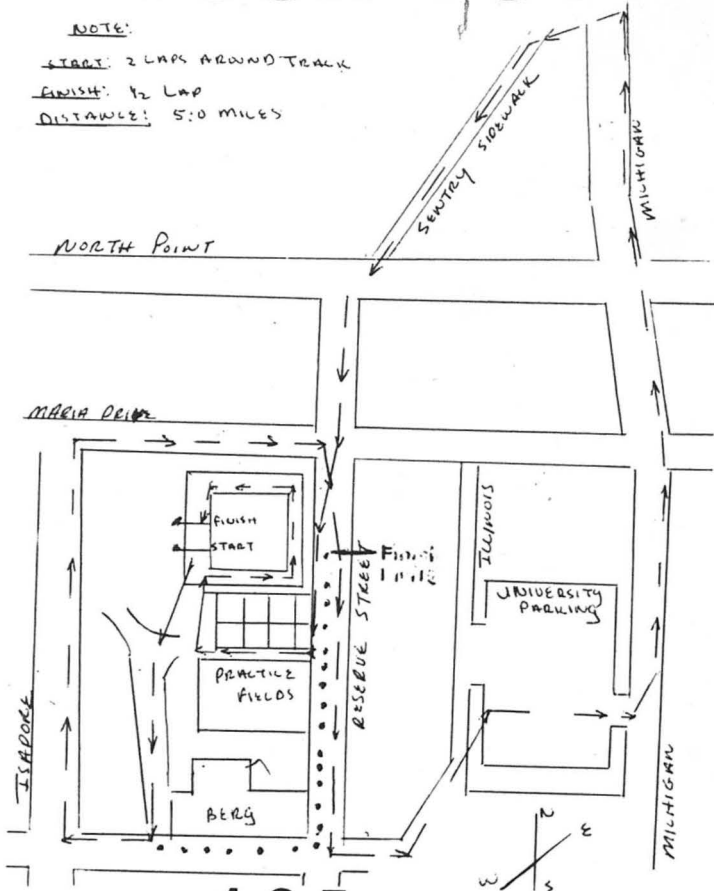 NOTE:
START: 2 LAPS AROUND TRACK
FINISH: ½ LAP
DISTANCE: 5.0 MILES
SENTRY SIDEWALK
MICHIGAN
NORTH POINT
MARIA DRIVE
FINISH
START
ILLINOIS
UNIVERSITY
PARKING
RESERVE STREET
PRACTICE
FIELDS
ISADORE
BERG
MICHIGAN
N
E
W
S